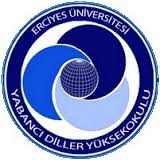 ERCİYES ÜNİVERSİTESİ
YABANCI DİLLER YÜKSEKOKULU